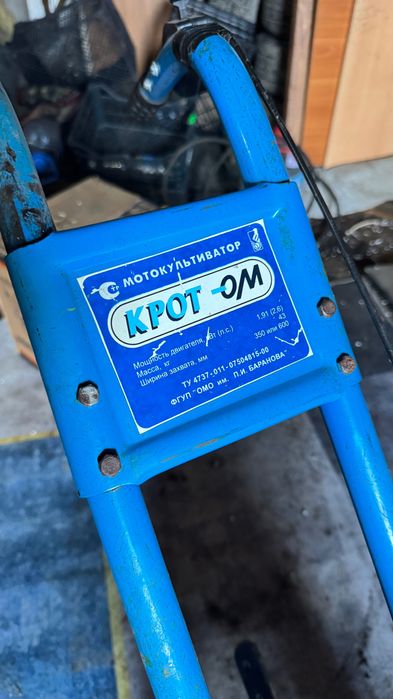 МОТОКУЛЬТИВАТОР
КРОТ-ОМ
Мощность двигателя, кВт (л.с.) 1,91 (2,6)
Масса, кг 43
Ширина захвата, мм 350 или 600
ТУ 4737-011-07504815-00
ФГУП "ОМО им. П.И. БАРАНОВА"